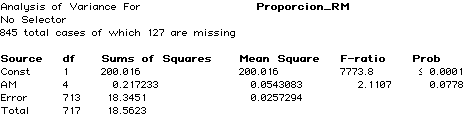 Analysis of Variance For Proporcion_RM
No Selector
845 total cases of which 127 are missing
Source df Sums of Squares Mean Square F-ratio Prob
Const 1 200.016 200.016 7773.8 ≤ 0.0001
AM 4 0.217233 0.0543083 2.1107 0.0778
Error 713 18.3451 0.0257294
Total 717 18.5623